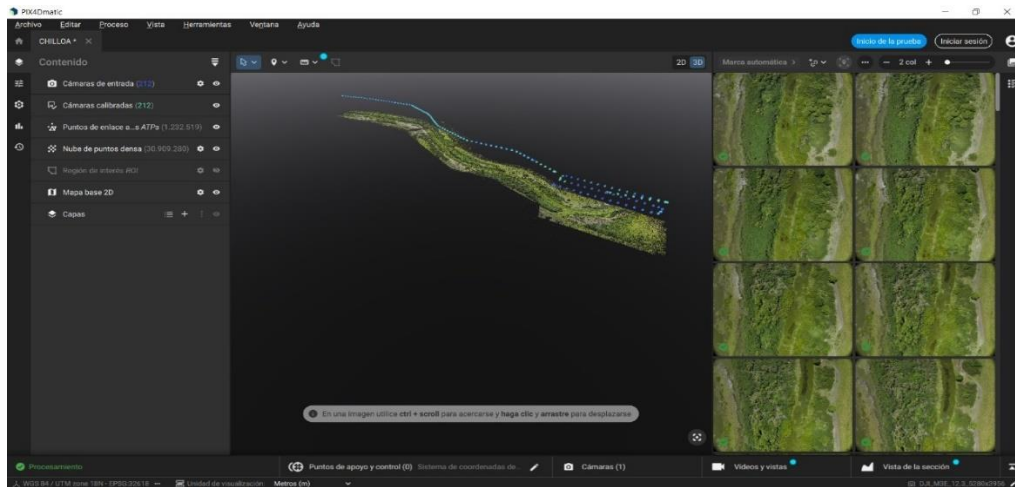 PIX4Dmatic
Archivo Editar Proceso Vista Herramientas Ventana Ayuda
CHILLOA * Inicio de la prueba Iniciar sesión
Contenido 2D 3D Marco automático 2 col
Cámaras de entrada (212)
Cámaras calibradas (212)
Puntos de enlace a...s ATPs (1.232.519)
Nube de puntos densa (30.909.280)
Región de interés ROI
Mapa base 2D
Capas
En una imagen utilice ctrl + scroll para acercarse y haga clic y arrastre para desplazarse
Procesamiento Puntos de apoyo y control (0) Sistema de coordenadas de.. Cámaras (1) Videos y vistas Vista de la sección
WGS 84 / UTM zone 18N - EPSG:32618 Unidad de visualización: Metros (m) DJI_M3E_12.3_5280x3956